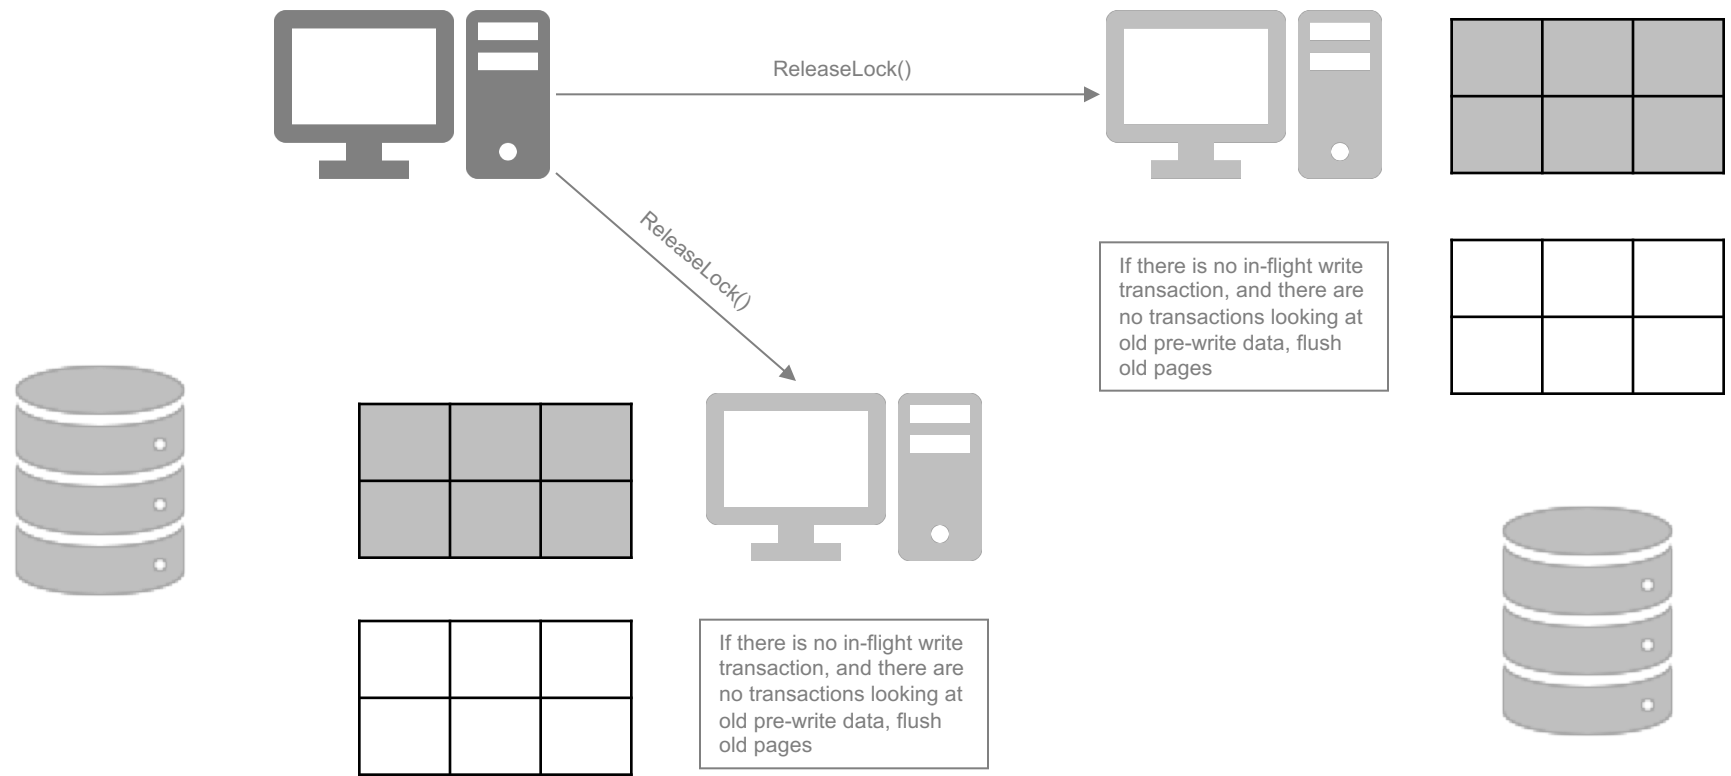 ReleaseLock()
ReleaseLock()
If there is no in-flight write
transaction, and there are
no transactions looking at
old pre-write data, flush
old pages
If there is no in-flight write
transaction, and there are
no transactions looking at
old pre-write data, flush
old pages